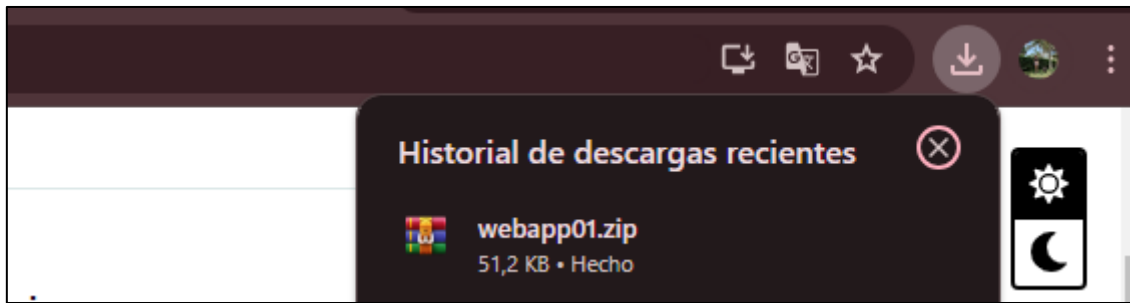 Historial de descargas recientes
webapp01.zip
51,2 KB • Hecho